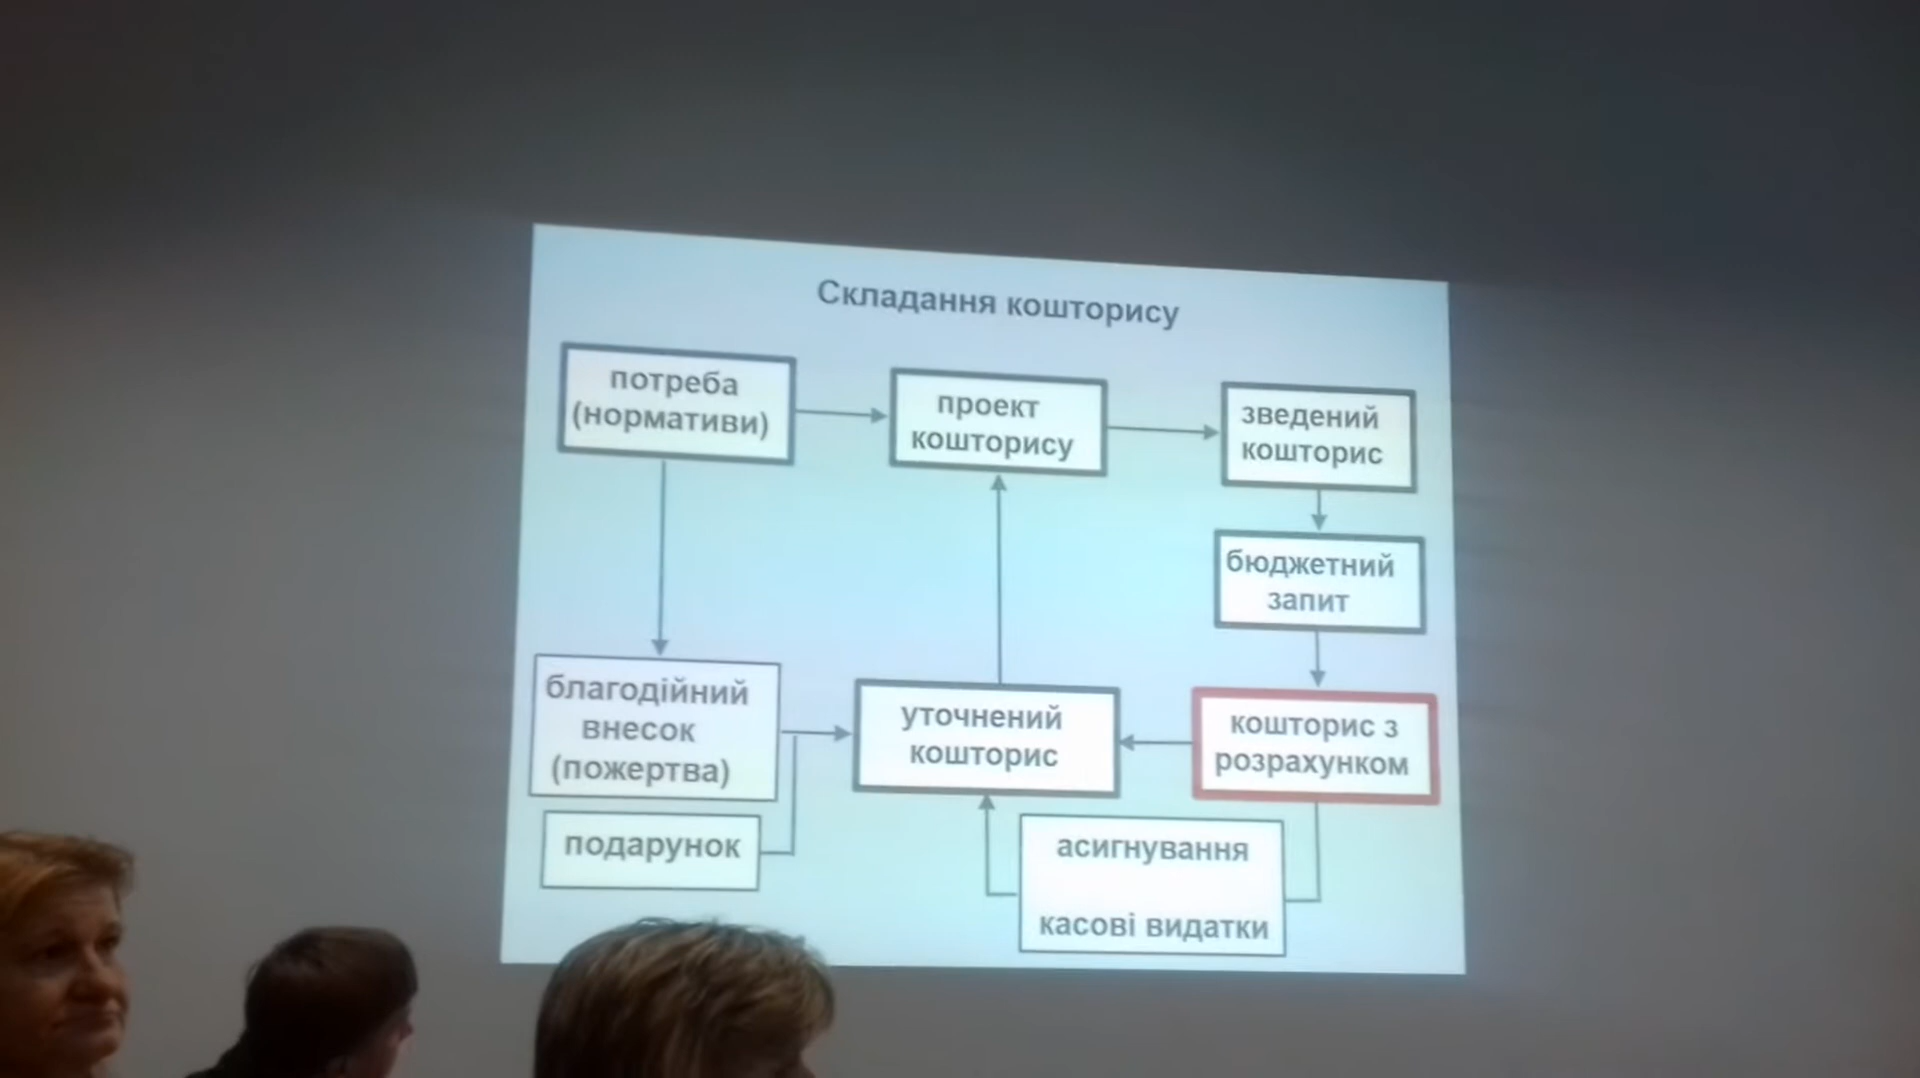 Складання кошторису
потреба
(нормативи)
проект
кошторису
зведений
кошторис
бюджетний
запит
благодійний
внесок
(пожертва)
уточнений
кошторис
кошторис з
розрахунком
подарунок
асигнування
касові видатки